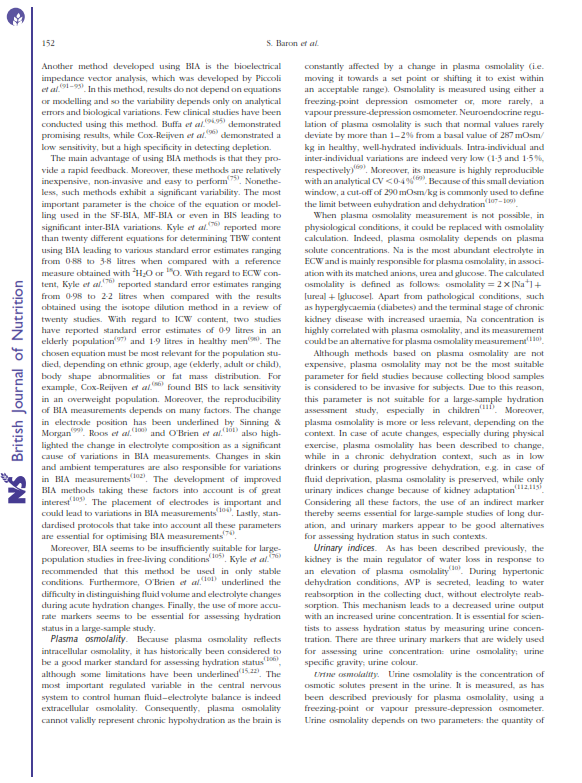 152
S. Baron et al.
British Journal of Nutrition
NS
Another method developed using BIA is the bioelectrical
impedance vector analysis, which was developed by Piccoli
et al.(91–93). In this method, results do not depend on equations
or modelling and so the variability depends only on analytical
errors and biological variations. Few clinical studies have been
conducted using this method. Buffa et al.(94,95) demonstrated
promising results, while Cox-Reijven et al.(96) demonstrated a
low sensitivity, but a high specificity in detecting depletion.
The main advantage of using BIA methods is that they pro-
vide a rapid feedback. Moreover, these methods are relatively
inexpensive, non-invasive and easy to perform(75). Nonethe-
less, such methods exhibit a significant variability. The most
important parameter is the choice of the equation or model-
ling used in the SF-BIA, MF-BIA or even in BIS leading to
significant inter-BIA variations. Kyle et al.(76) reported more
than twenty different equations for determining TBW content
using BIA leading to various standard error estimates ranging
from 0·88 to 3·8 litres when compared with a reference
measure obtained with ²H₂O or ¹⁸O. With regard to ECW con-
tent, Kyle et al.(76) reported standard error estimates ranging
from 0·98 to 2·2 litres when compared with the results
obtained using the isotope dilution method in a review of
twenty studies. With regard to ICW content, two studies
have reported standard error estimates of 0·9 litres in an
elderly population(97) and 1·9 litres in healthy men(98). The
chosen equation must be most relevant for the population stu-
died, depending on ethnic group, age (elderly, adult or child),
body shape abnormalities or fat mass distribution. For
example, Cox-Reijven et al.(86) found BIS to lack sensitivity
in an overweight population. Moreover, the reproducibility
of BIA measurements depends on many factors. The change
in electrode position has been underlined by Sinning &
Morgan(99). Roos et al.(100) and O'Brien et al.(101) also high-
lighted the change in electrolyte composition as a significant
cause of variations in BIA measurements. Changes in skin
and ambient temperatures are also responsible for variations
in BIA measurements(102). The development of improved
BIA methods taking these factors into account is of great
interest(103). The placement of electrodes is important and
could lead to variations in BIA measurements(104). Lastly, stan-
dardised protocols that take into account all these parameters
are essential for optimising BIA measurements(74).
Moreover, BIA seems to be insufficiently suitable for large-
population studies in free-living conditions(105). Kyle et al.(76)
recommended that this method be used in only stable
conditions. Furthermore, O'Brien et al.(101) underlined the
difficulty in distinguishing fluid volume and electrolyte changes
during acute hydration changes. Finally, the use of more accu-
rate markers seems to be essential for assessing hydration
status in a large-sample study.
Plasma osmolality. Because plasma osmolality reflects
intracellular osmolality, it has historically been considered to
be a good marker standard for assessing hydration status(106),
although some limitations have been underlined(15,22). The
most important regulated variable in the central nervous
system to control human fluid–electrolyte balance is indeed
extracellular osmolality. Consequently, plasma osmolality
cannot validly represent chronic hypohydration as the brain is
constantly affected by a change in plasma osmolality (i.e.
moving it towards a set point or shifting it to exist within
an acceptable range). Osmolality is measured using either a
freezing-point depression osmometer or, more rarely, a
vapour pressure-depression osmometer. Neuroendocrine regu-
lation of plasma osmolality is such that normal values rarely
deviate by more than 1–2 % from a basal value of 287 mOsm/
kg in healthy, well-hydrated individuals. Intra-individual and
inter-individual variations are indeed very low (1·3 and 1·5 %,
respectively)(69). Moreover, its measure is highly reproducible
with an analytical CV <0·4 %(69). Because of this small deviation
window, a cut-off of 290 mOsm/kg is commonly used to define
the limit between euhydration and dehydration(107–109).
When plasma osmolality measurement is not possible, in
physiological conditions, it could be replaced with osmolality
calculation. Indeed, plasma osmolality depends on plasma
solute concentrations. Na is the most abundant electrolyte in
ECW and is mainly responsible for plasma osmolality, in associ-
ation with its matched anions, urea and glucose. The calculated
osmolality is defined as follows: osmolality = 2 × [Na⁺] +
[urea] + [glucose]. Apart from pathological conditions, such
as hyperglycaemia (diabetes) and the terminal stage of chronic
kidney disease with increased uraemia, Na concentration is
highly correlated with plasma osmolality, and its measurement
could be an alternative for plasma osmolality measurement(110).
Although methods based on plasma osmolality are not
expensive, plasma osmolality may not be the most suitable
parameter for field studies because collecting blood samples
is considered to be invasive for subjects. Due to this reason,
this parameter is not suitable for a large-sample hydration
assessment study, especially in children(111). Moreover,
plasma osmolality is more or less relevant, depending on the
context. In case of acute changes, especially during physical
exercise, plasma osmolality has been described to change,
while in a chronic dehydration context, such as in low
drinkers or during progressive dehydration, e.g. in case of
fluid deprivation, plasma osmolality is preserved, while only
urinary indices change because of kidney adaptation(112,113).
Considering all these factors, the use of an indirect marker
thereby seems essential for large-sample studies of long dur-
ation, and urinary markers appear to be good alternatives
for assessing hydration status in such contexts.
Urinary indices. As has been described previously, the
kidney is the main regulator of water loss in response to
an elevation of plasma osmolality(10). During hypertonic
dehydration conditions, AVP is secreted, leading to water
reabsorption in the collecting duct, without electrolyte reab-
sorption. This mechanism leads to a decreased urine output
with an increased urine concentration. It is essential for scien-
tists to assess hydration status by measuring urine concen-
tration. There are three urinary markers that are widely used
for assessing urine concentration: urine osmolality; urine
specific gravity; urine colour.
Urine osmolality. Urine osmolality is the concentration of
osmotic solutes present in the urine. It is measured, as has
been described previously for plasma osmolality, using a
freezing-point or vapour pressure-depression osmometer.
Urine osmolality depends on two parameters: the quantity of